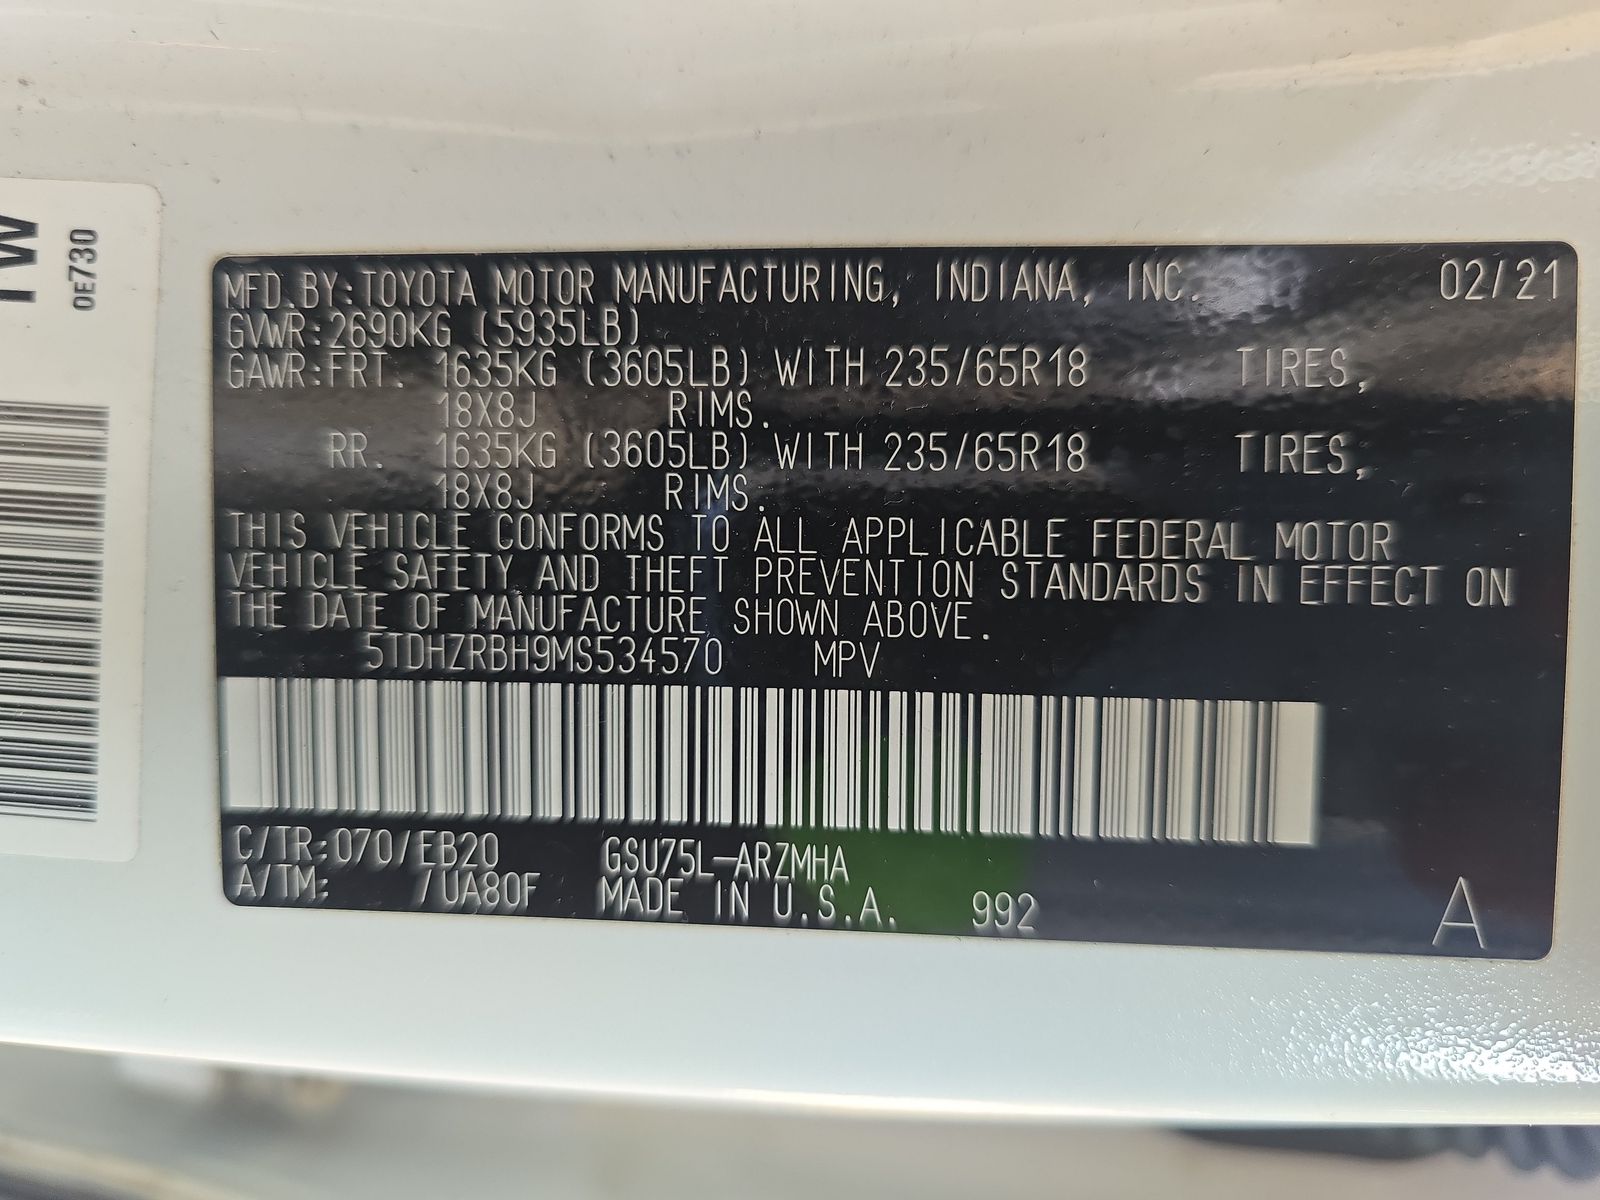 TW
0E730
MFD.BY:TOYOTA MOTOR MANUFACTURING, INDIANA, INC. 02/21
GVWR:2690KG (5935LB)
GAWR:FRT. 1635KG (3605LB) WITH 235/65R18 TIRES,
18X8J RIMS.
RR. 1635KG (3605LB) WITH 235/65R18 TIRES,
18X8J RIMS.
THIS VEHICLE CONFORMS TO ALL APPLICABLE FEDERAL MOTOR
VEHICLE SAFETY AND THEFT PREVENTION STANDARDS IN EFFECT ON
THE DATE OF MANUFACTURE SHOWN ABOVE.
5TDHZRBH9MS534570 MPV
C/TR:070/EB20 GSU75L-ARZMHA
A/TM: /UA80F MADE IN U.S.A. 992 A